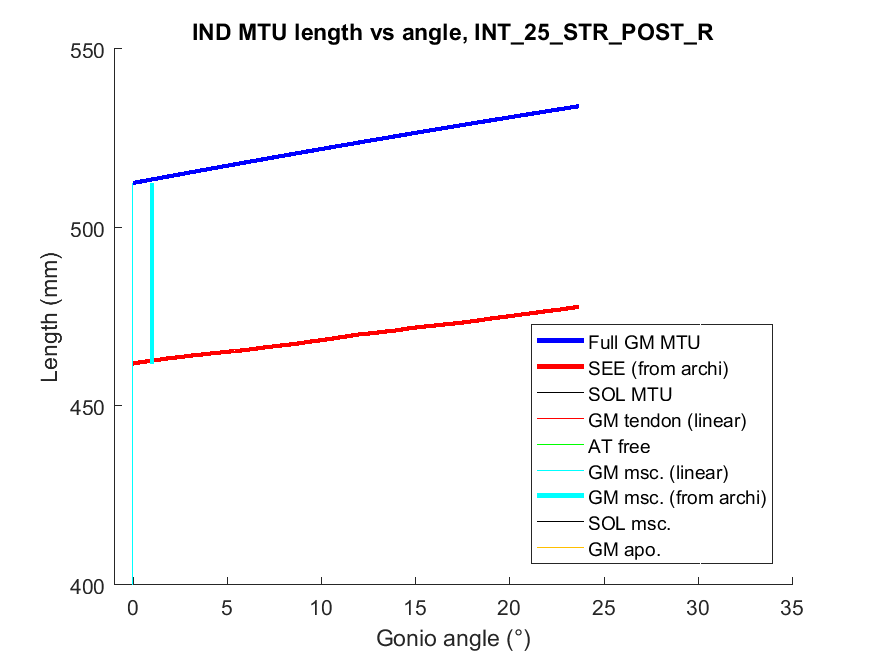 IND MTU length vs angle, INT_25_STR_POST_R
550
500
450
400
Length (mm)
0 5 10 15 20 25 30 35
Gonio angle (°)
Full GM MTU
SEE (from archi)
SOL MTU
GM tendon (linear)
AT free
GM msc. (linear)
GM msc. (from archi)
SOL msc.
GM apo.